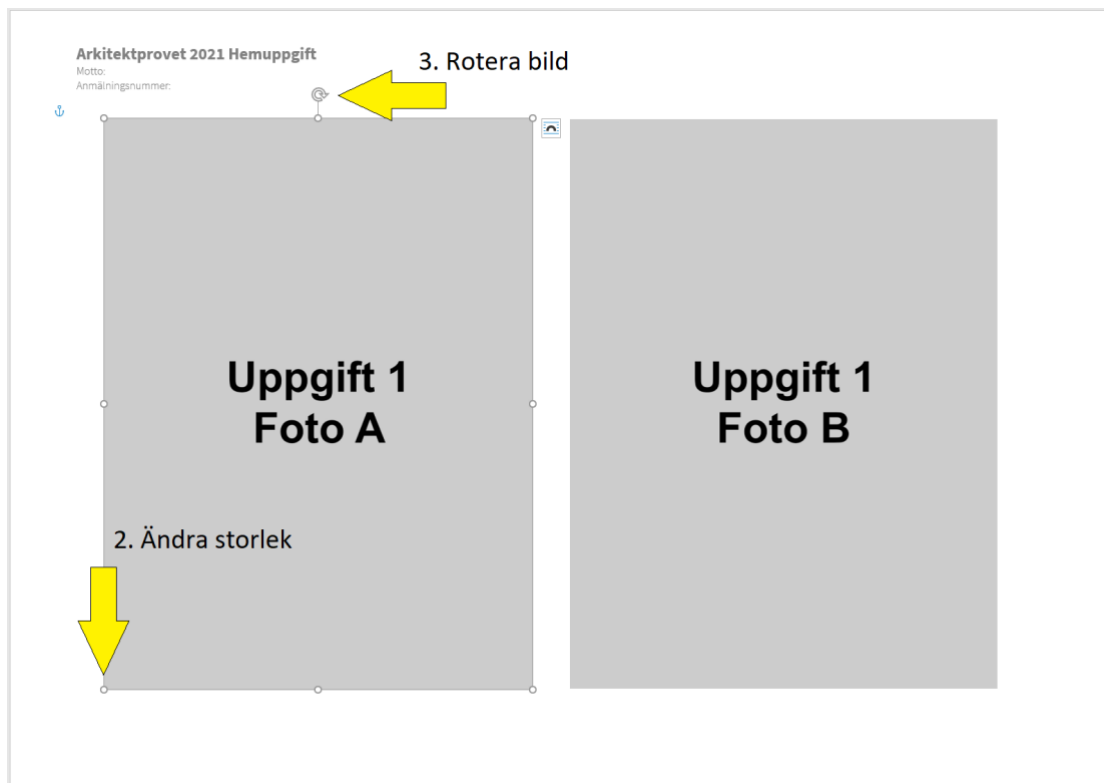 Arkitektprovet 2021 Hemuppgift
Motto:
Anmälningsnummer:
3. Rotera bild
Uppgift 1
Foto A
Uppgift 1
Foto B
2. Ändra storlek